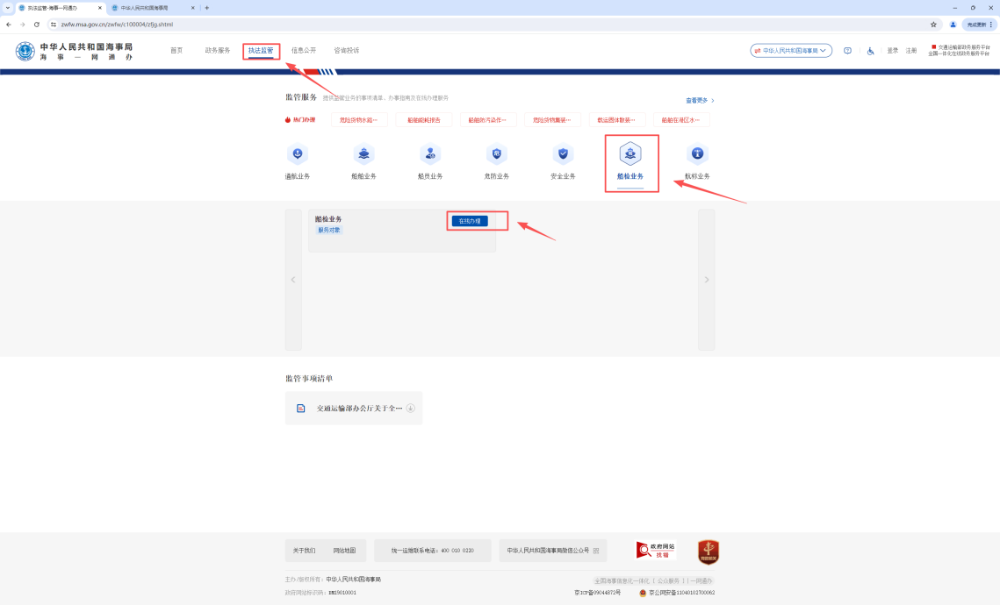 执法监管-海事一网通办
中华人民共和国海事局
zwfw.msa.gov.cn/zwfw/c100004/zfjg.shtml
完成更新
中华人民共和国海事局
海事一网通办
首页 政务服务 执法监管 信息公开 咨询投诉
中华人民共和国海事局
登录 注册
交通运输部政务服务平台
全国一体化在线政务服务平台
监管服务 提供监管业务的事项清单、办事指南及在线办理服务
查看更多 >
热门办理 危险货物水路… 船舶能耗报告 船舶防污染作… 危险货物集装… 载运固体散装… 船舶在港区水…
通航业务 船舶业务 船员业务 危防业务 安全业务 船检业务 航标业务
船检业务
在线办理
服务对象
监管事项清单
交通运输部办公厅关于全…
关于我们 网站地图 统一运维联系电话：400 010 0220 中华人民共和国海事局微信公众号
政府网站
找错
主办/版权所有：中华人民共和国海事局
全国海事信息化一体化 | 公众服务 | | 一网通办
政府网站标识码：BM19010001
京ICP备09044872号 京公网安备11040102700062